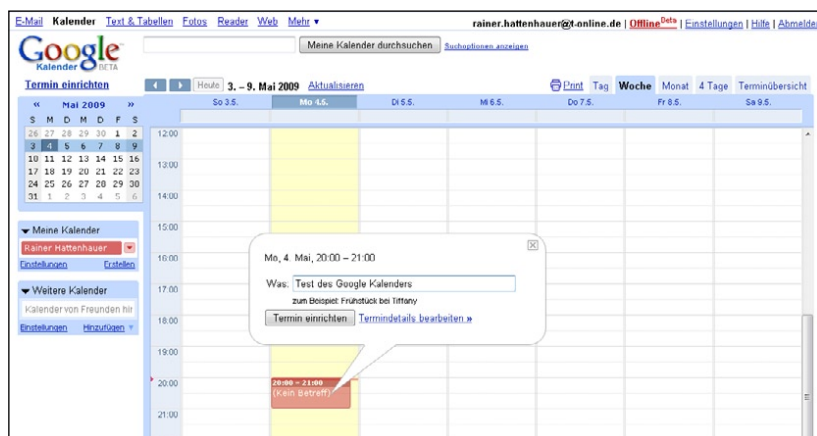 E-Mail Kalender Text & Tabellen Fotos Reader Web Mehr ▼
rainer.hattenhauer@t-online.de | Offline Beta | Einstellungen | Hilfe | Abmelden
Google
Kalender BETA
Meine Kalender durchsuchen Suchoptionen anzeigen
Termin einrichten
Heute 3. – 9. Mai 2009 Aktualisieren
Print Tag Woche Monat 4 Tage Terminübersicht
« Mai 2009 »
S M D M D F S
26 27 28 29 30 1 2
3 4 5 6 7 8 9
10 11 12 13 14 15 16
17 18 19 20 21 22 23
24 25 26 27 28 29 30
31 1 2 3 4 5 6
Meine Kalender
Rainer Hattenhauer
Einstellungen Erstellen
Weitere Kalender
Kalender von Freunden hir
Einstellungen Hinzufügen
So 3.5. Mo 4.5. Di 5.5. Mi 6.5. Do 7.5. Fr 8.5. Sa 9.5.
12:00
13:00
14:00
15:00
16:00
17:00
18:00
19:00
20:00
21:00
Mo, 4. Mai, 20:00 – 21:00
Was: Test des Google Kalenders
zum Beispiel: Frühstück bei Tiffany
Termin einrichten Termindetails bearbeiten »
20:00 – 21:00
(Kein Betreff)